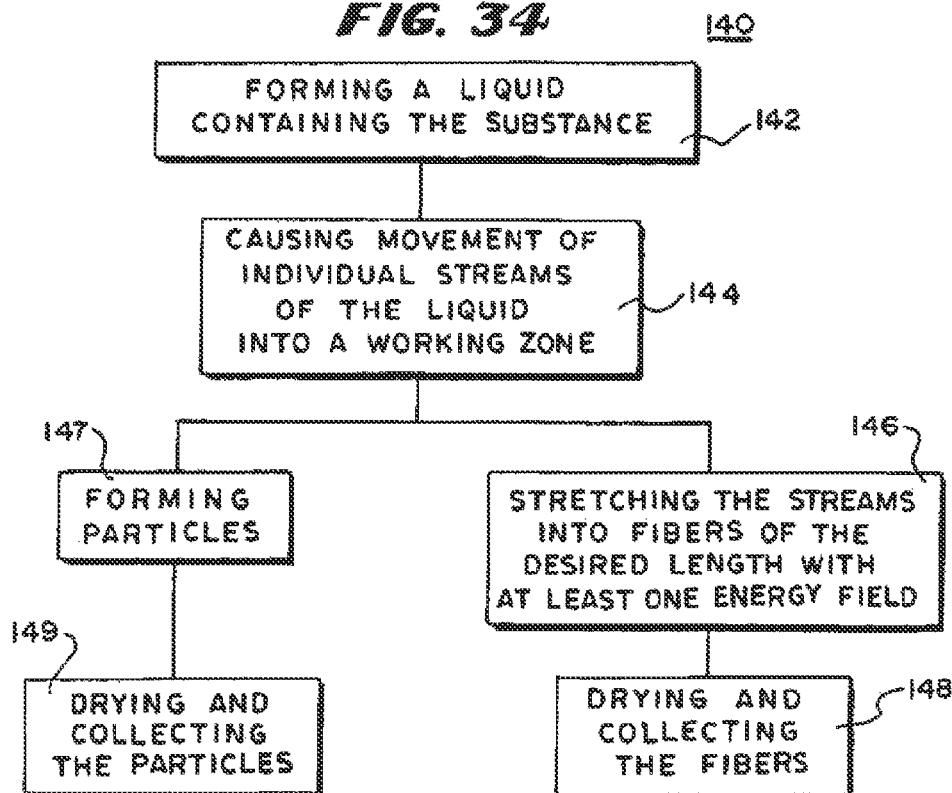 FIG. 34
140
FORMING A LIQUID
CONTAINING THE SUBSTANCE
142
CAUSING MOVEMENT OF
INDIVIDUAL STREAMS
OF THE LIQUID
INTO A WORKING ZONE
144
147
FORMING
PARTICLES
146
STRETCHING THE STREAMS
INTO FIBERS OF THE
DESIRED LENGTH WITH
AT LEAST ONE ENERGY FIELD
149
DRYING AND
COLLECTING
THE PARTICLES
DRYING AND
COLLECTING
THE FIBERS
148